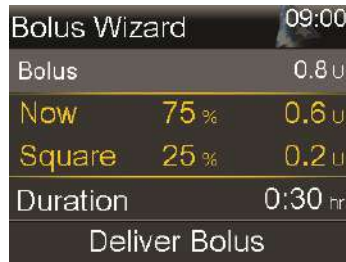 Bolus Wizard 09:00
Bolus 0.8 U
Now 75 % 0.6 U
Square 25 % 0.2 U
Duration 0:30 hr
Deliver Bolus